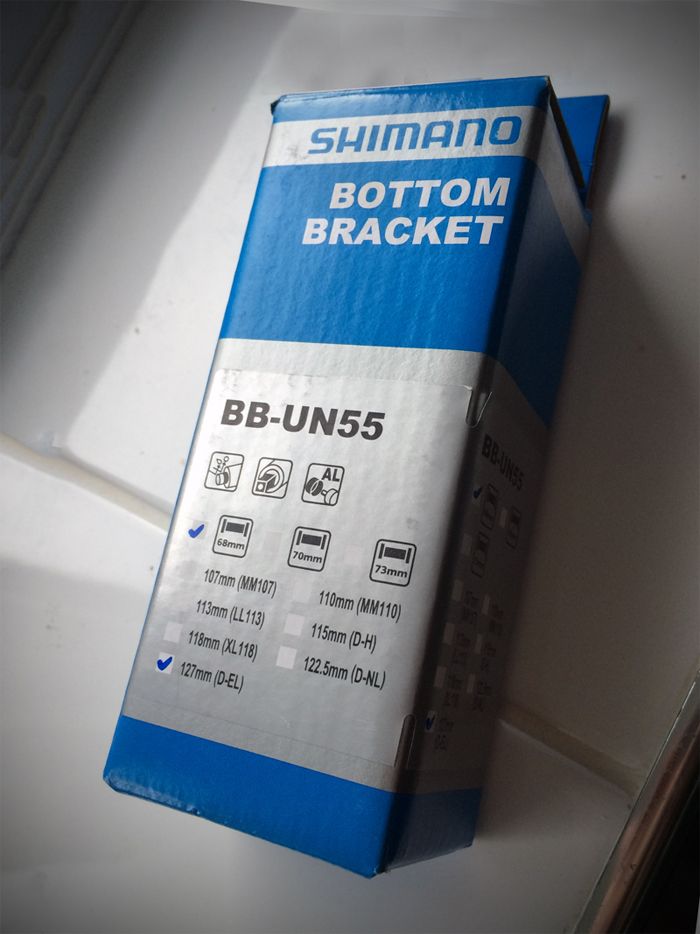 SHIMANO
BOTTOM
BRACKET
BB-UN55
AL
68mm
70mm
73mm
107mm (MM107)
110mm (MM110)
113mm (LL113)
115mm (D-H)
118mm (XL118)
122.5mm (D-NL)
127mm (D-EL)
BB-UN55